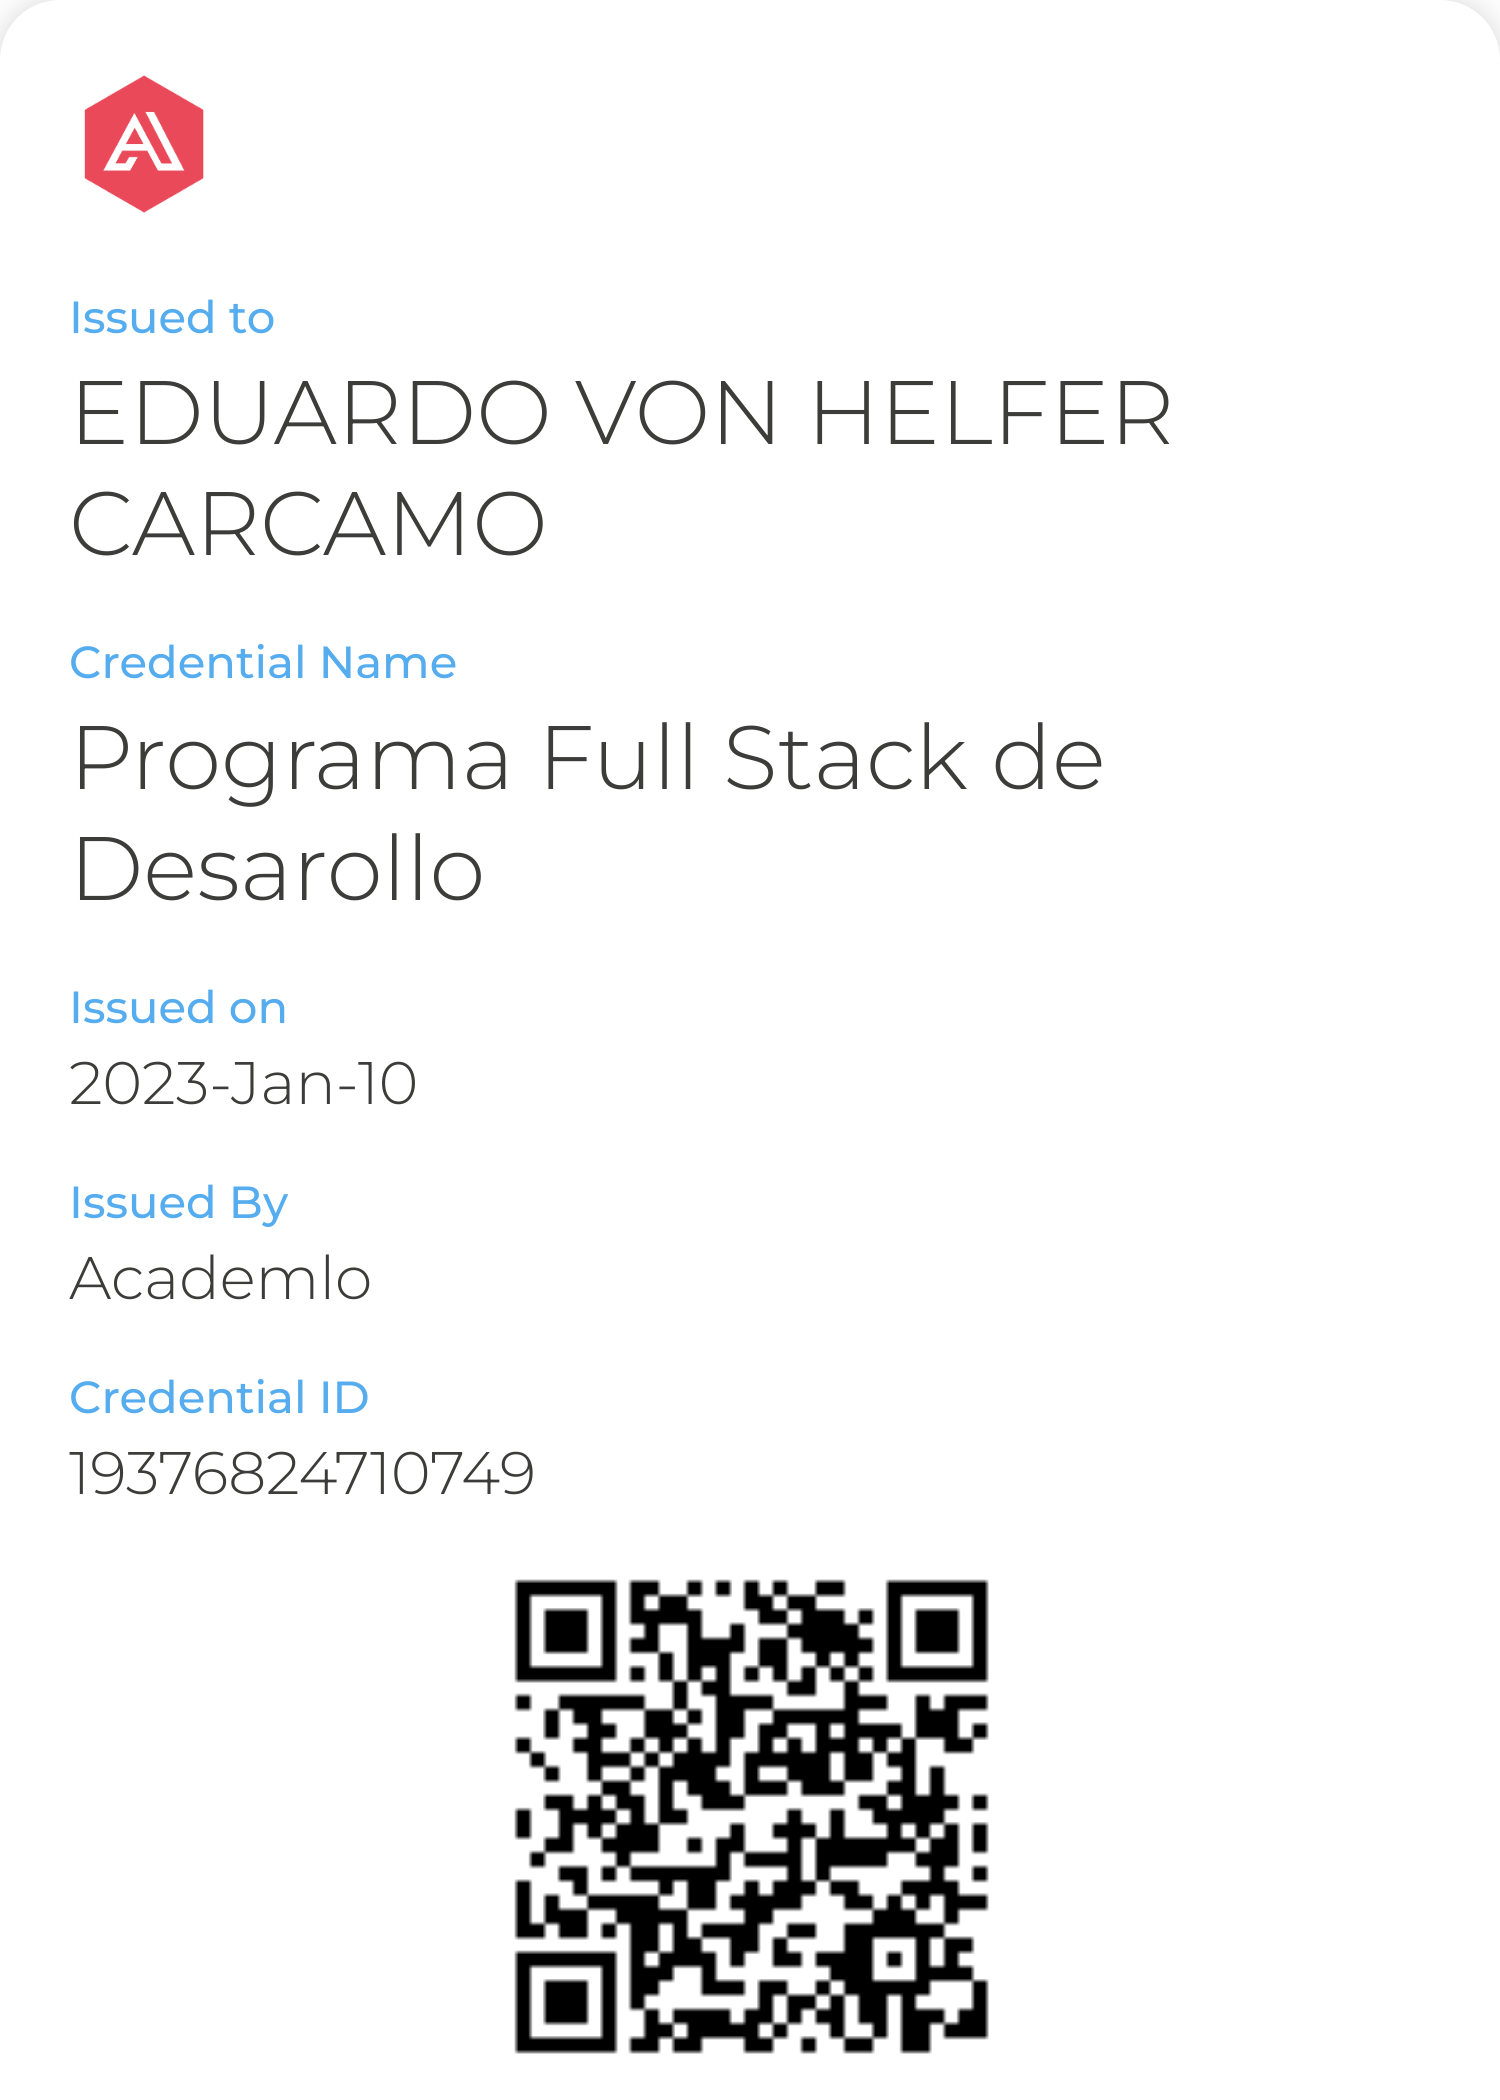 Issued to
EDUARDO VON HELFER
CARCAMO
Credential Name
Programa Full Stack de
Desarollo
Issued on
2023-Jan-10
Issued By
Academlo
Credential ID
19376824710749